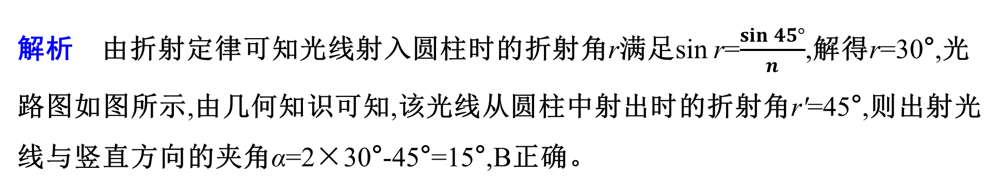 解析　由折射定律可知光线射入圆柱时的折射角r满足sin r=$\frac{\sin 45°}{n}$,解得r=30°,光
路图如图所示,由几何知识可知,该光线从圆柱中射出时的折射角r′=45°,则出射光
线与竖直方向的夹角α=2×30°-45°=15°,B正确。